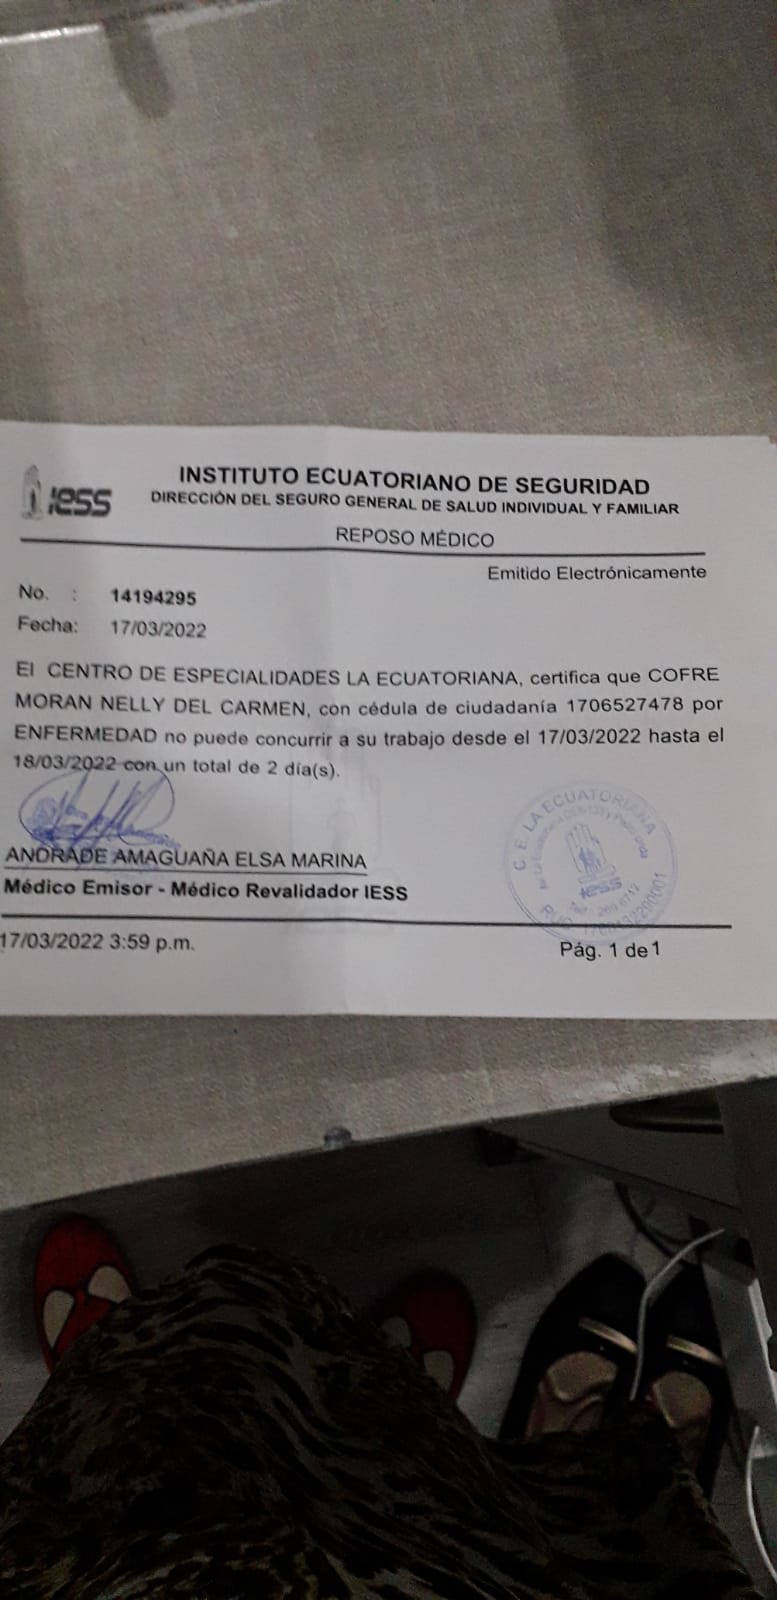 iess
INSTITUTO ECUATORIANO DE SEGURIDAD
DIRECCIÓN DEL SEGURO GENERAL DE SALUD INDIVIDUAL Y FAMILIAR
REPOSO MÉDICO
Emitido Electrónicamente
No. : 14194295
Fecha: 17/03/2022
El CENTRO DE ESPECIALIDADES LA ECUATORIANA, certifica que COFRE
MORAN NELLY DEL CARMEN, con cédula de ciudadanía 1706527478 por
ENFERMEDAD no puede concurrir a su trabajo desde el 17/03/2022 hasta el
18/03/2022 con un total de 2 día(s).
ANDRADE AMAGUAÑA ELSA MARINA
Médico Emisor - Médico Revalidador IESS
C. E. LA ECUATORIANA
iess
17/03/2022 3:59 p.m.
Pág. 1 de 1